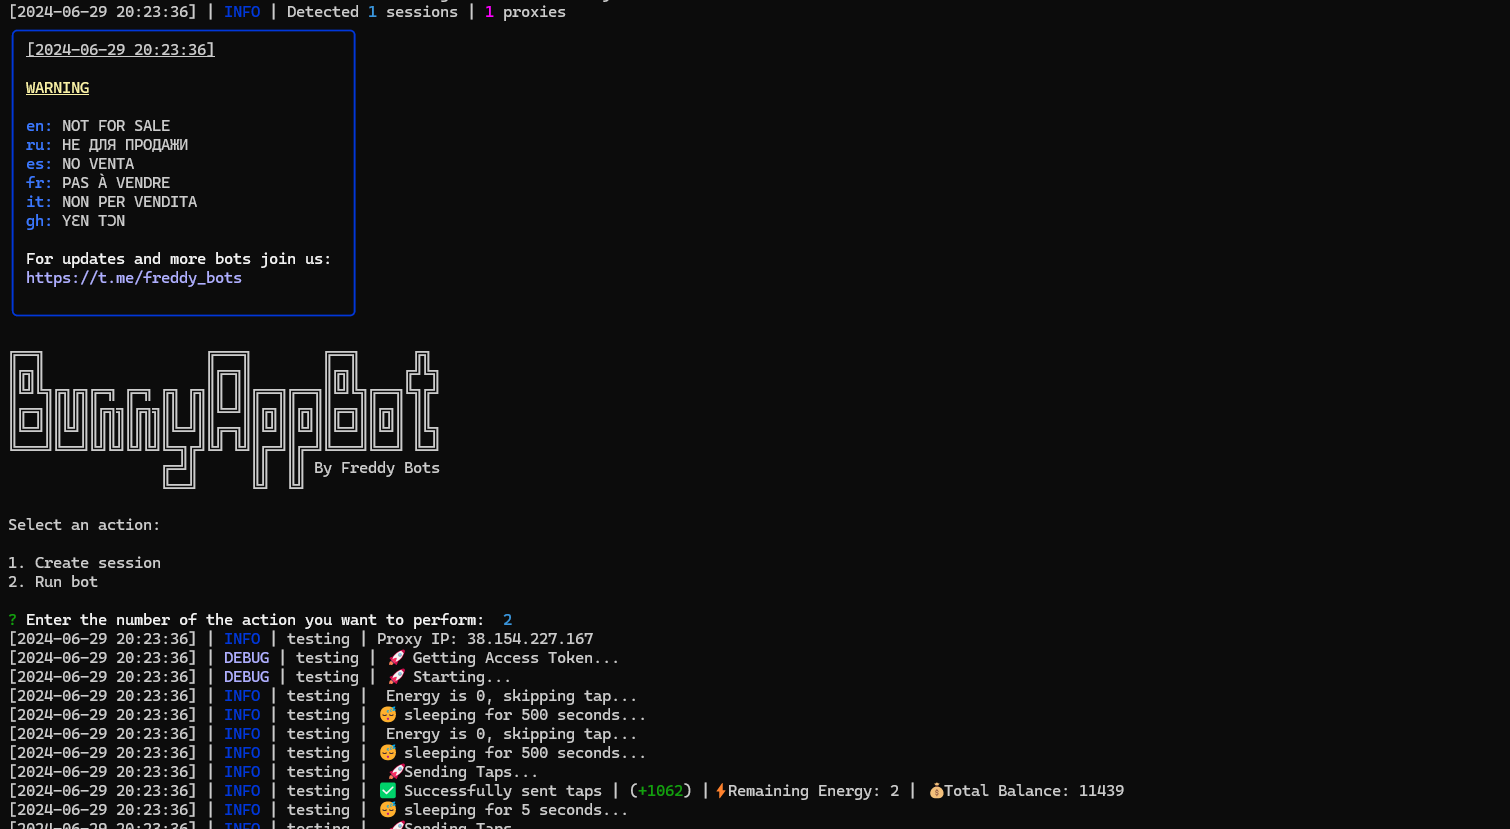 [2024-06-29 20:23:36] | INFO | Detected 1 sessions | 1 proxies
[2024-06-29 20:23:36]
WARNING
en: NOT FOR SALE
ru: НЕ ДЛЯ ПРОДАЖИ
es: NO VENTA
fr: PAS À VENDRE
it: NON PER VENDITA
gh: YƐN TƆN
For updates and more bots join us:
https://t.me/freddy_bots
By Freddy Bots
Select an action:
1. Create session
2. Run bot
? Enter the number of the action you want to perform: 2
[2024-06-29 20:23:36] | INFO | testing | Proxy IP: 38.154.227.167
[2024-06-29 20:23:36] | DEBUG | testing | 🚀 Getting Access Token...
[2024-06-29 20:23:36] | DEBUG | testing | 🚀 Starting...
[2024-06-29 20:23:36] | INFO | testing | Energy is 0, skipping tap...
[2024-06-29 20:23:36] | INFO | testing | 😴 sleeping for 500 seconds...
[2024-06-29 20:23:36] | INFO | testing | Energy is 0, skipping tap...
[2024-06-29 20:23:36] | INFO | testing | 😴 sleeping for 500 seconds...
[2024-06-29 20:23:36] | INFO | testing | 🚀Sending Taps...
[2024-06-29 20:23:36] | INFO | testing | ✅ Successfully sent taps | (+1062) |⚡Remaining Energy: 2 | 💰Total Balance: 11439
[2024-06-29 20:23:36] | INFO | testing | 😴 sleeping for 5 seconds...
[2024-06-29 20:23:36] | INFO | testing | 🚀Sending Taps